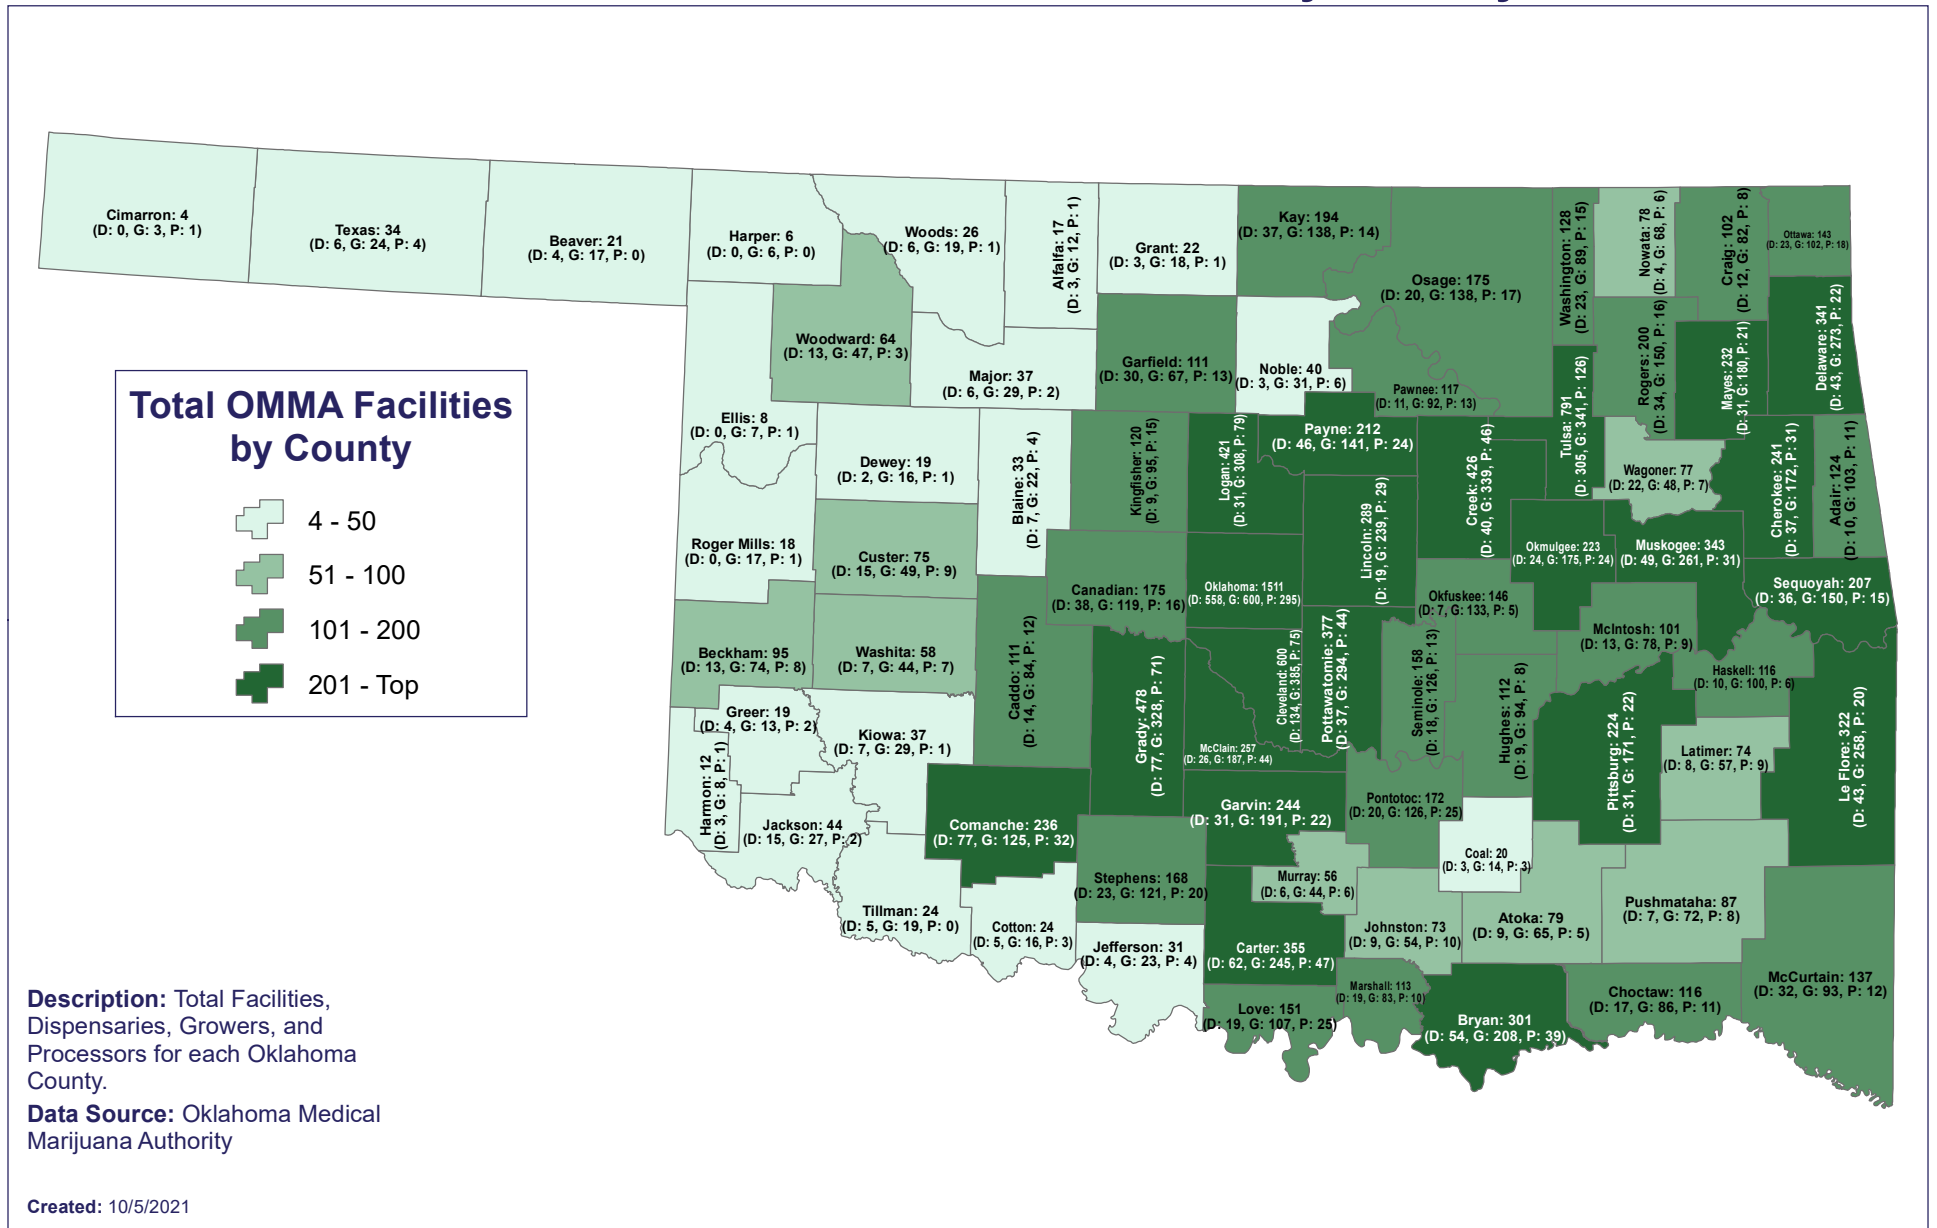 Cimarron: 4
(D: 0, G: 3, P: 1)
Texas: 34
(D: 6, G: 24, P: 4)
Beaver: 21
(D: 4, G: 17, P: 0)
Harper: 6
(D: 0, G: 6, P: 0)
Woods: 26
(D: 6, G: 19, P: 1)
Alfalfa: 17
(D: 3, G: 12, P: 1)
Grant: 22
(D: 3, G: 18, P: 1)
Kay: 194
(D: 37, G: 138, P: 14)
Osage: 175
(D: 20, G: 138, P: 17)
Washington: 128
(D: 23, G: 89, P: 15)
Nowata: 78
(D: 4, G: 68, P: 6)
Craig: 102
(D: 12, G: 82, P: 8)
Ottawa: 143
(D: 23, G: 102, P: 18)
Woodward: 64
(D: 13, G: 47, P: 3)
Major: 37
(D: 6, G: 29, P: 2)
Garfield: 111
(D: 30, G: 67, P: 13)
Noble: 40
(D: 3, G: 31, P: 6)
Pawnee: 117
(D: 11, G: 92, P: 13)
Rogers: 200
(D: 34, G: 150, P: 16)
Mayes: 232
(D: 31, G: 180, P: 21)
Delaware: 341
(D: 43, G: 273, P: 22)
Total OMMA Facilities
by County
4 - 50
51 - 100
101 - 200
201 - Top
Ellis: 8
(D: 0, G: 7, P: 1)
Dewey: 19
(D: 2, G: 16, P: 1)
Blaine: 33
(D: 7, G: 22, P: 4)
Kingfisher: 120
(D: 9, G: 95, P: 15)
Logan: 421
(D: 31, G: 308, P: 79)
Payne: 212
(D: 46, G: 141, P: 24)
Creek: 426
(D: 40, G: 339, P: 46)
Tulsa: 791
(D: 305, G: 341, P: 126)
Wagoner: 77
(D: 22, G: 48, P: 7)
Cherokee: 241
(D: 37, G: 172, P: 31)
Adair: 124
(D: 10, G: 103, P: 11)
Roger Mills: 18
(D: 0, G: 17, P: 1)
Custer: 75
(D: 15, G: 49, P: 9)
Canadian: 175
(D: 38, G: 119, P: 16)
Oklahoma: 1511
(D: 558, G: 600, P: 295)
Lincoln: 289
(D: 19, G: 239, P: 29)
Okmulgee: 223
(D: 24, G: 175, P: 24)
Muskogee: 343
(D: 49, G: 261, P: 31)
Sequoyah: 207
(D: 36, G: 150, P: 15)
Okfuskee: 146
(D: 7, G: 133, P: 5)
McIntosh: 101
(D: 13, G: 78, P: 9)
Haskell: 116
(D: 10, G: 100, P: 6)
Beckham: 95
(D: 13, G: 74, P: 8)
Washita: 58
(D: 7, G: 44, P: 7)
Caddo: 111
(D: 14, G: 84, P: 12)
Grady: 478
(D: 77, G: 328, P: 71)
McClain: 257
(D: 26, G: 187, P: 44)
Cleveland: 600
(D: 134, G: 385, P: 75)
Pottawatomie: 377
(D: 37, G: 294, P: 44)
Seminole: 158
(D: 18, G: 126, P: 13)
Hughes: 112
(D: 9, G: 94, P: 8)
Pittsburg: 224
(D: 31, G: 171, P: 22)
Latimer: 74
(D: 8, G: 57, P: 9)
Le Flore: 322
(D: 43, G: 258, P: 20)
Greer: 19
(D: 4, G: 13, P: 2)
Kiowa: 37
(D: 7, G: 29, P: 1)
Harmon: 12
(D: 3, G: 8, P: 1)
Jackson: 44
(D: 15, G: 27, P: 2)
Comanche: 236
(D: 77, G: 125, P: 32)
Garvin: 244
(D: 31, G: 191, P: 22)
Pontotoc: 172
(D: 20, G: 126, P: 25)
Coal: 20
(D: 3, G: 14, P: 3)
Stephens: 168
(D: 23, G: 121, P: 20)
Murray: 56
(D: 6, G: 44, P: 6)
Tillman: 24
(D: 5, G: 19, P: 0)
Cotton: 24
(D: 5, G: 16, P: 3)
Jefferson: 31
(D: 4, G: 23, P: 4)
Carter: 355
(D: 62, G: 245, P: 47)
Johnston: 73
(D: 9, G: 54, P: 10)
Atoka: 79
(D: 9, G: 65, P: 5)
Pushmataha: 87
(D: 7, G: 72, P: 8)
Love: 151
(D: 19, G: 107, P: 25)
Marshall: 113
(D: 19, G: 83, P: 10)
Bryan: 301
(D: 54, G: 208, P: 39)
Choctaw: 116
(D: 17, G: 86, P: 11)
McCurtain: 137
(D: 32, G: 93, P: 12)
Description: Total Facilities,
Dispensaries, Growers, and
Processors for each Oklahoma
County.
Data Source: Oklahoma Medical
Marijuana Authority
Created: 10/5/2021